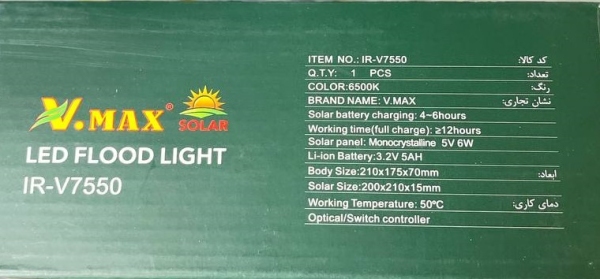 V.MAX®
SOLAR
LED FLOOD LIGHT
IR-V7550
ITEM NO.: IR-V7550 کد کالا:
Q.T.Y: 1 PCS تعداد:
COLOR:6500K رنگ:
BRAND NAME: V.MAX نشان تجاری:
Solar battery charging: 4~6hours
Working time(full charge): ≥12hours
Solar panel: Monocrystalline 5V 6W
Li-ion Battery:3.2V 5AH
Body Size:210x175x70mm ابعاد:
Solar Size:200x210x15mm
Working Temperature: 50℃ دمای کاری:
Optical/Switch controller